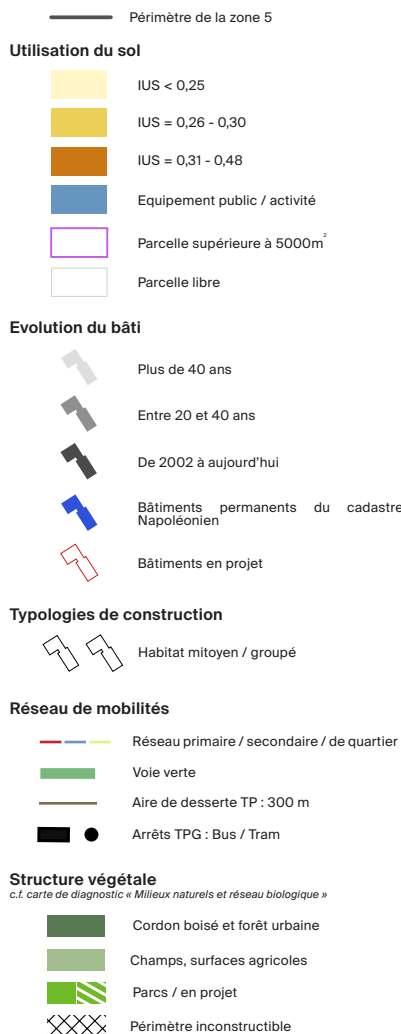 Périmètre de la zone 5
Utilisation du sol
IUS < 0,25
IUS = 0,26 - 0,30
IUS = 0,31 - 0,48
Equipement public / activité
Parcelle supérieure à 5000m²
Parcelle libre
Evolution du bâti
Plus de 40 ans
Entre 20 et 40 ans
De 2002 à aujourd'hui
Bâtiments permanents du cadastre
Napoléonien
Bâtiments en projet
Typologies de construction
Habitat mitoyen / groupé
Réseau de mobilités
Réseau primaire / secondaire / de quartier
Voie verte
Aire de desserte TP : 300 m
Arrêts TPG : Bus / Tram
Structure végétale
c.f. carte de diagnostic « Milieux naturels et réseau biologique »
Cordon boisé et forêt urbaine
Champs, surfaces agricoles
Parcs / en projet
Périmètre inconstructible